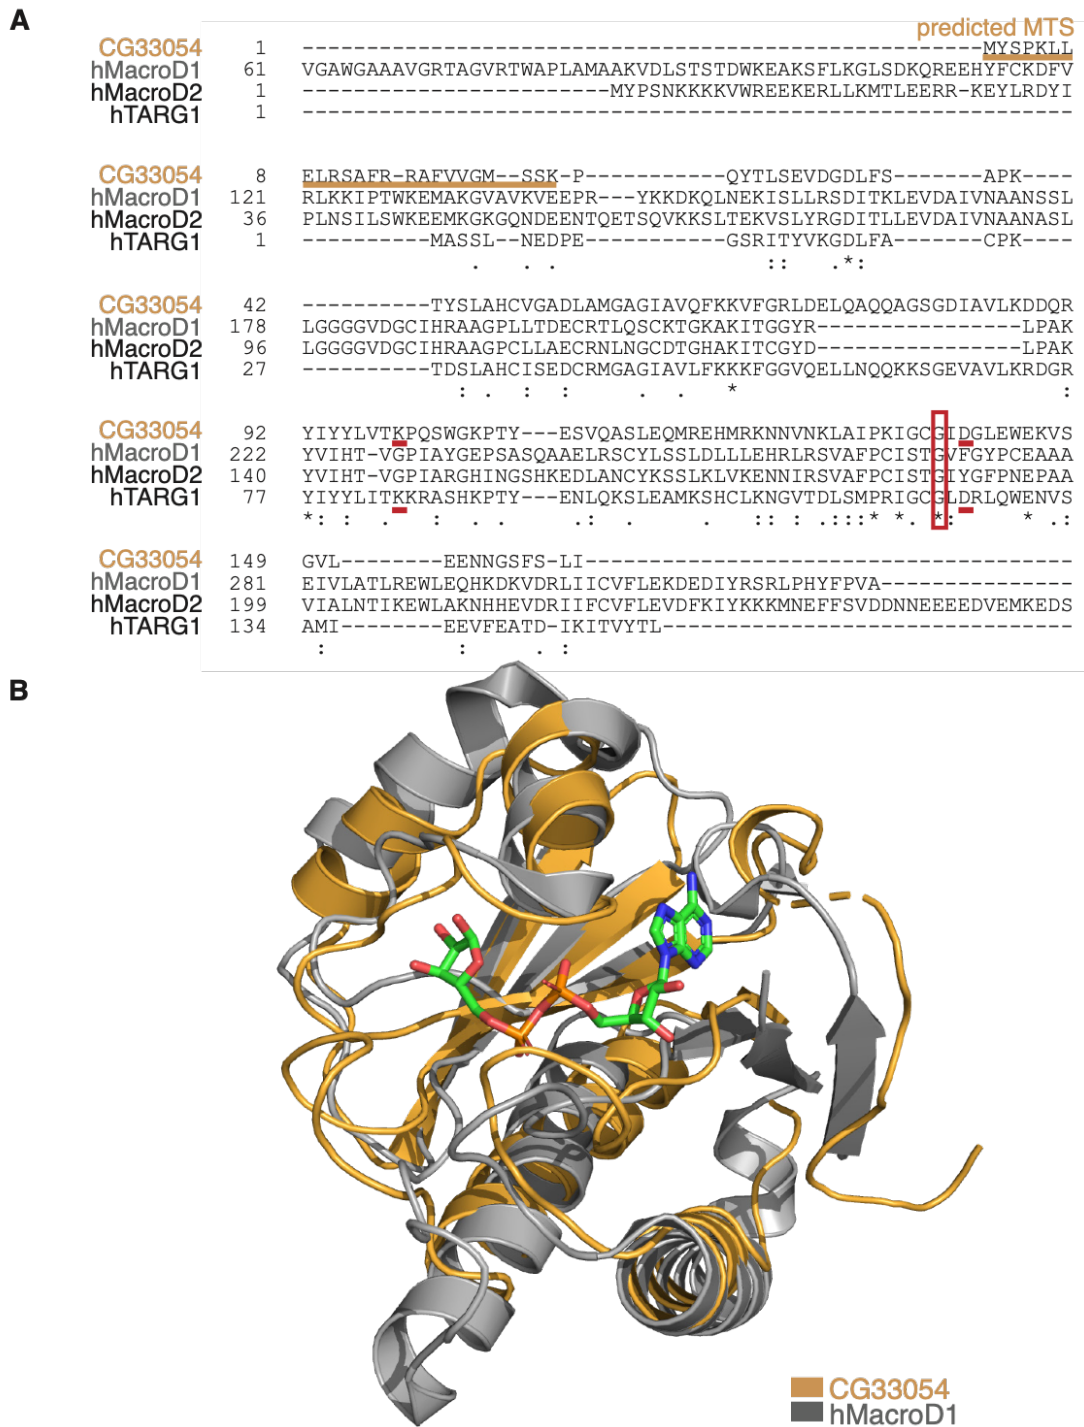 A
predicted MTS
CG33054 1 -----------------------------------------------------MYSPKLL
hMacroD1 61 VGAWGAAAVGRTAGVRTWAPLAMAAKVDLSTSTDWKEAKSFLKGLSDKQREEHYFCKDFV
hMacroD2 1 ------------------------MYPSNKKKKVWREEKERLLKMTLEERR-KEYLRDYI
hTARG1 1 ------------------------------------------------------------
CG33054 8 ELRSAFR-RAFVVGM--SSK-P-----------QYTLSEVDGDLFS-------APK----
hMacroD1 121 RLKKIPTWKEMAKGVAVKVEEPR---YKKDKQLNEKISLLRSDITKLEVDAIVNAANSSL
hMacroD2 36 PLNSILSWKEEMKGKGQNDEENTQETSQVKKSLTEKVSLYRGDITLLEVDAIVNAANASL
hTARG1 1 ----------MASSL--NEDPE-----------GSRITYVKGDLFA-------CPK----
. . . :: .*:
CG33054 42 ----------TYSLAHCVGADLAMGAGIAVQFKKVFGRLDELQAQQAGSGDIAVLKDDQR
hMacroD1 178 LGGGGVDGCIHRAAGPLLTDECRTLQSCKTGKAKITGGYR----------------LPAK
hMacroD2 96 LGGGGVDGCIHRAAGPCLLAECRNLNGCDTGHAKITCGYD----------------LPAK
hTARG1 27 ----------TDSLAHCISEDCRMGAGIAVLFKKKFGGVQELLNQQKKSGEVAVLKRDGR
: . : : . . * :
CG33054 92 YIYYLVTKPQSWGKPTY---ESVQASLEQMREHMRKNNVNKLAIPKIGCGIDGLEWEKVS
hMacroD1 222 YVIHT-VGPIAYGEPSASQAAELRSCYLSSLDLLLEHRLRSVAFPCISTGVFGYPCEAAA
hMacroD2 140 YVIHT-VGPIARGHINGSHKEDLANCYKSSLKLVKENNIRSVAFPCISTGIYGFPNEPAA
hTARG1 77 YIYYLITKKRASHKPTY---ENLQKSLEAMKSHCLKNGVTDLSMPRIGCGLDRLQWENVS
*: : . . .: . . :: : .:::* *. *: * .:
CG33054 149 GVL--------EENNGSFS-LI--------------------------------------
hMacroD1 281 EIVLATLREWLEQHKDKVDRLIICVFLEKDEDIYRSRLPHYFPVA---------------
hMacroD2 199 VIALNTIKEWLAKNHHEVDRIIFCVFLEVDFKIYKKKMNEFFSVDDNNEEEEDVEMKEDS
hTARG1 134 AMI--------EEVFEATD-IKITVYTL--------------------------------
: : . :
B
CG33054
hMacroD1